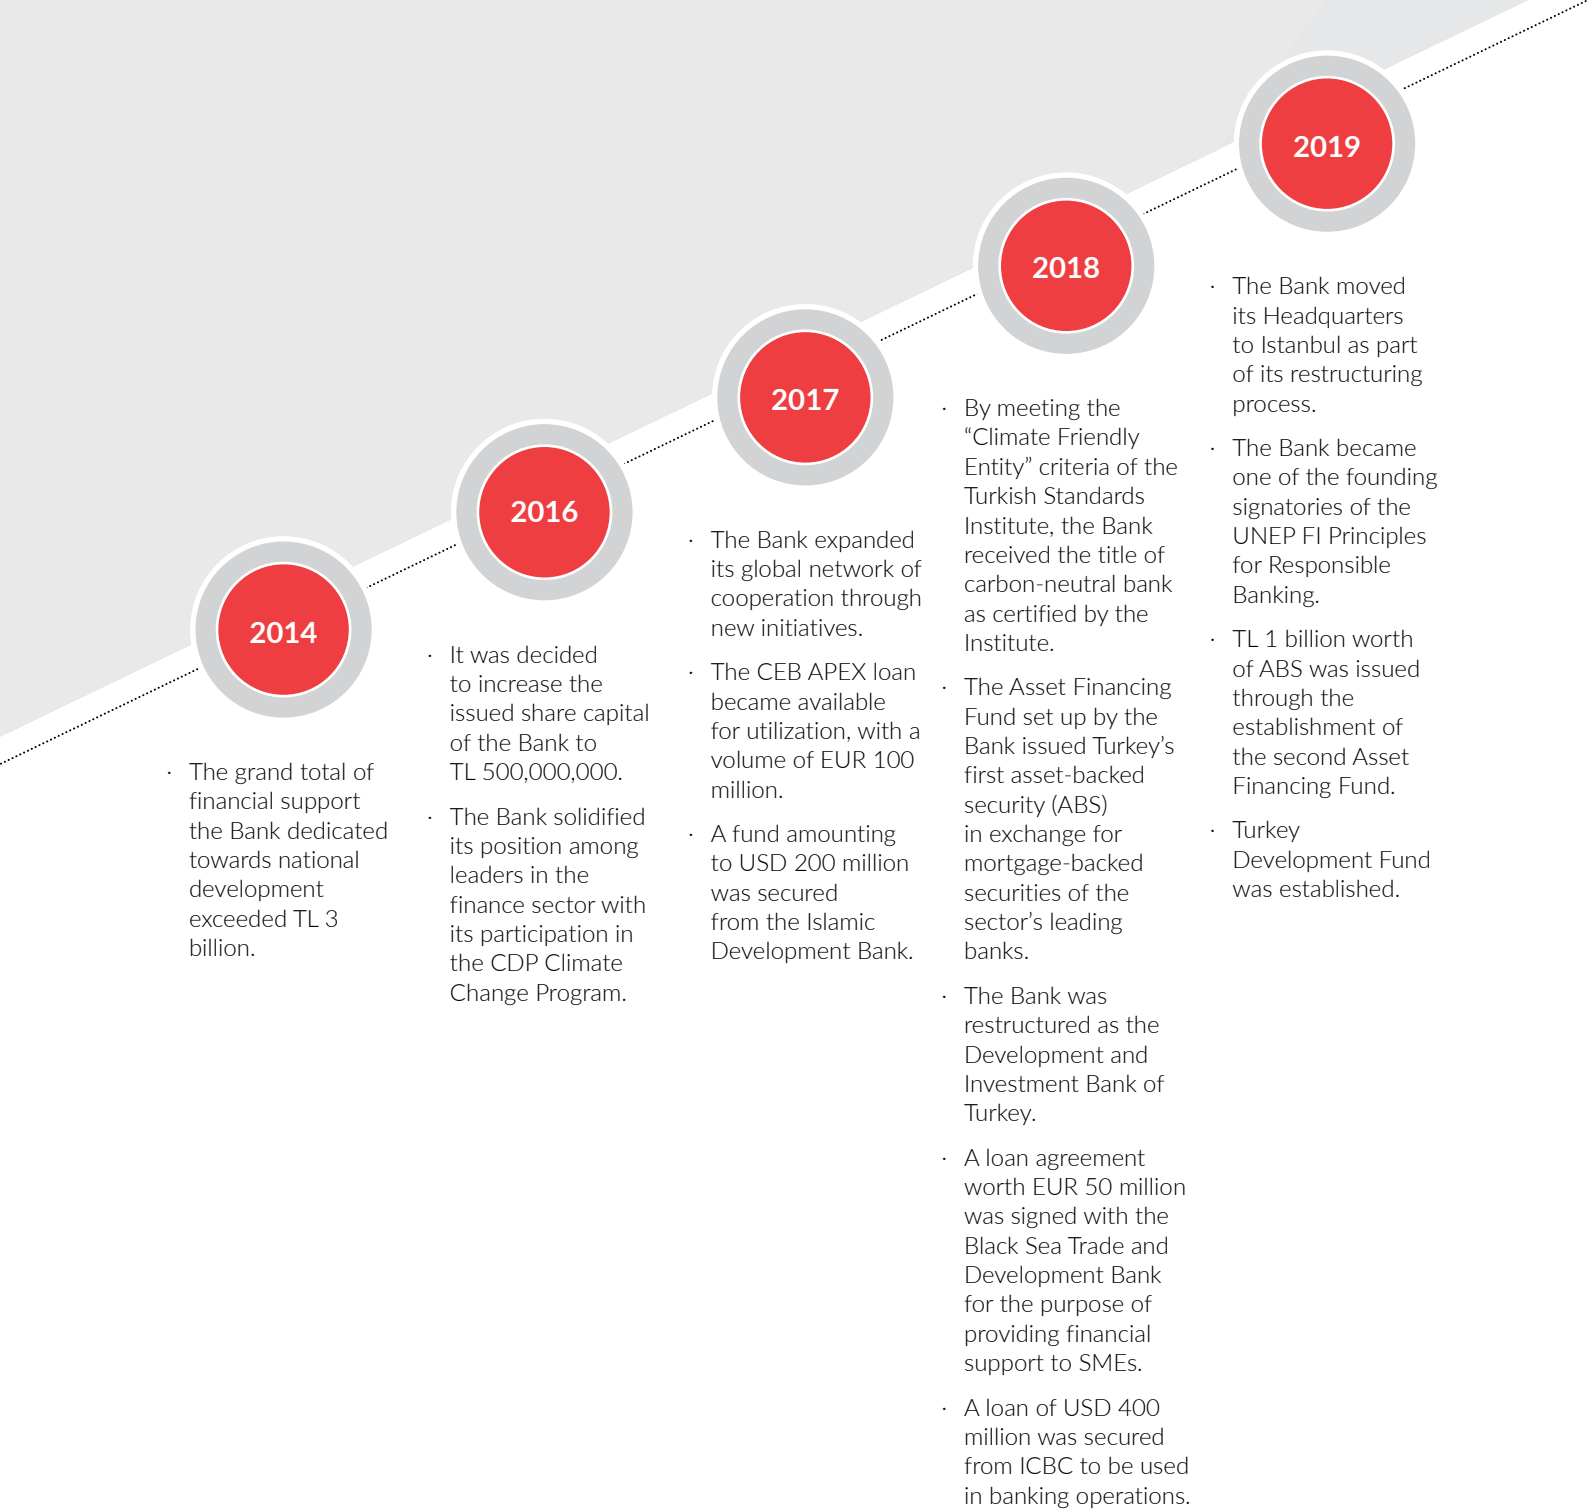 2014
· The grand total of
financial support
the Bank dedicated
towards national
development
exceeded TL 3
billion.
2016
· It was decided
to increase the
issued share capital
of the Bank to
TL 500,000,000.
· The Bank solidified
its position among
leaders in the
finance sector with
its participation in
the CDP Climate
Change Program.
2017
· The Bank expanded
its global network of
cooperation through
new initiatives.
· The CEB APEX loan
became available
for utilization, with a
volume of EUR 100
million.
· A fund amounting
to USD 200 million
was secured
from the Islamic
Development Bank.
2018
· By meeting the
“Climate Friendly
Entity” criteria of the
Turkish Standards
Institute, the Bank
received the title of
carbon-neutral bank
as certified by the
Institute.
· The Asset Financing
Fund set up by the
Bank issued Turkey’s
first asset-backed
security (ABS)
in exchange for
mortgage-backed
securities of the
sector’s leading
banks.
· The Bank was
restructured as the
Development and
Investment Bank of
Turkey.
· A loan agreement
worth EUR 50 million
was signed with the
Black Sea Trade and
Development Bank
for the purpose of
providing financial
support to SMEs.
· A loan of USD 400
million was secured
from ICBC to be used
in banking operations.
2019
· The Bank moved
its Headquarters
to Istanbul as part
of its restructuring
process.
· The Bank became
one of the founding
signatories of the
UNEP FI Principles
for Responsible
Banking.
· TL 1 billion worth
of ABS was issued
through the
establishment of
the second Asset
Financing Fund.
· Turkey
Development Fund
was established.